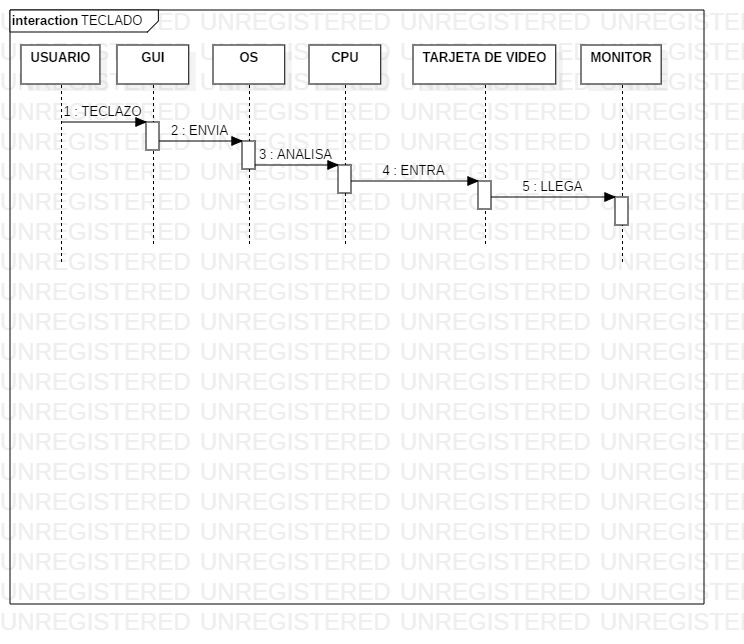 interaction TECLADO
USUARIO GUI OS CPU TARJETA DE VIDEO MONITOR
1 : TECLAZO
2 : ENVIA
3 : ANALISA
4 : ENTRA
5 : LLEGA
UNREGISTERED UNREGISTERED UNREGISTERED UNREGISTERED